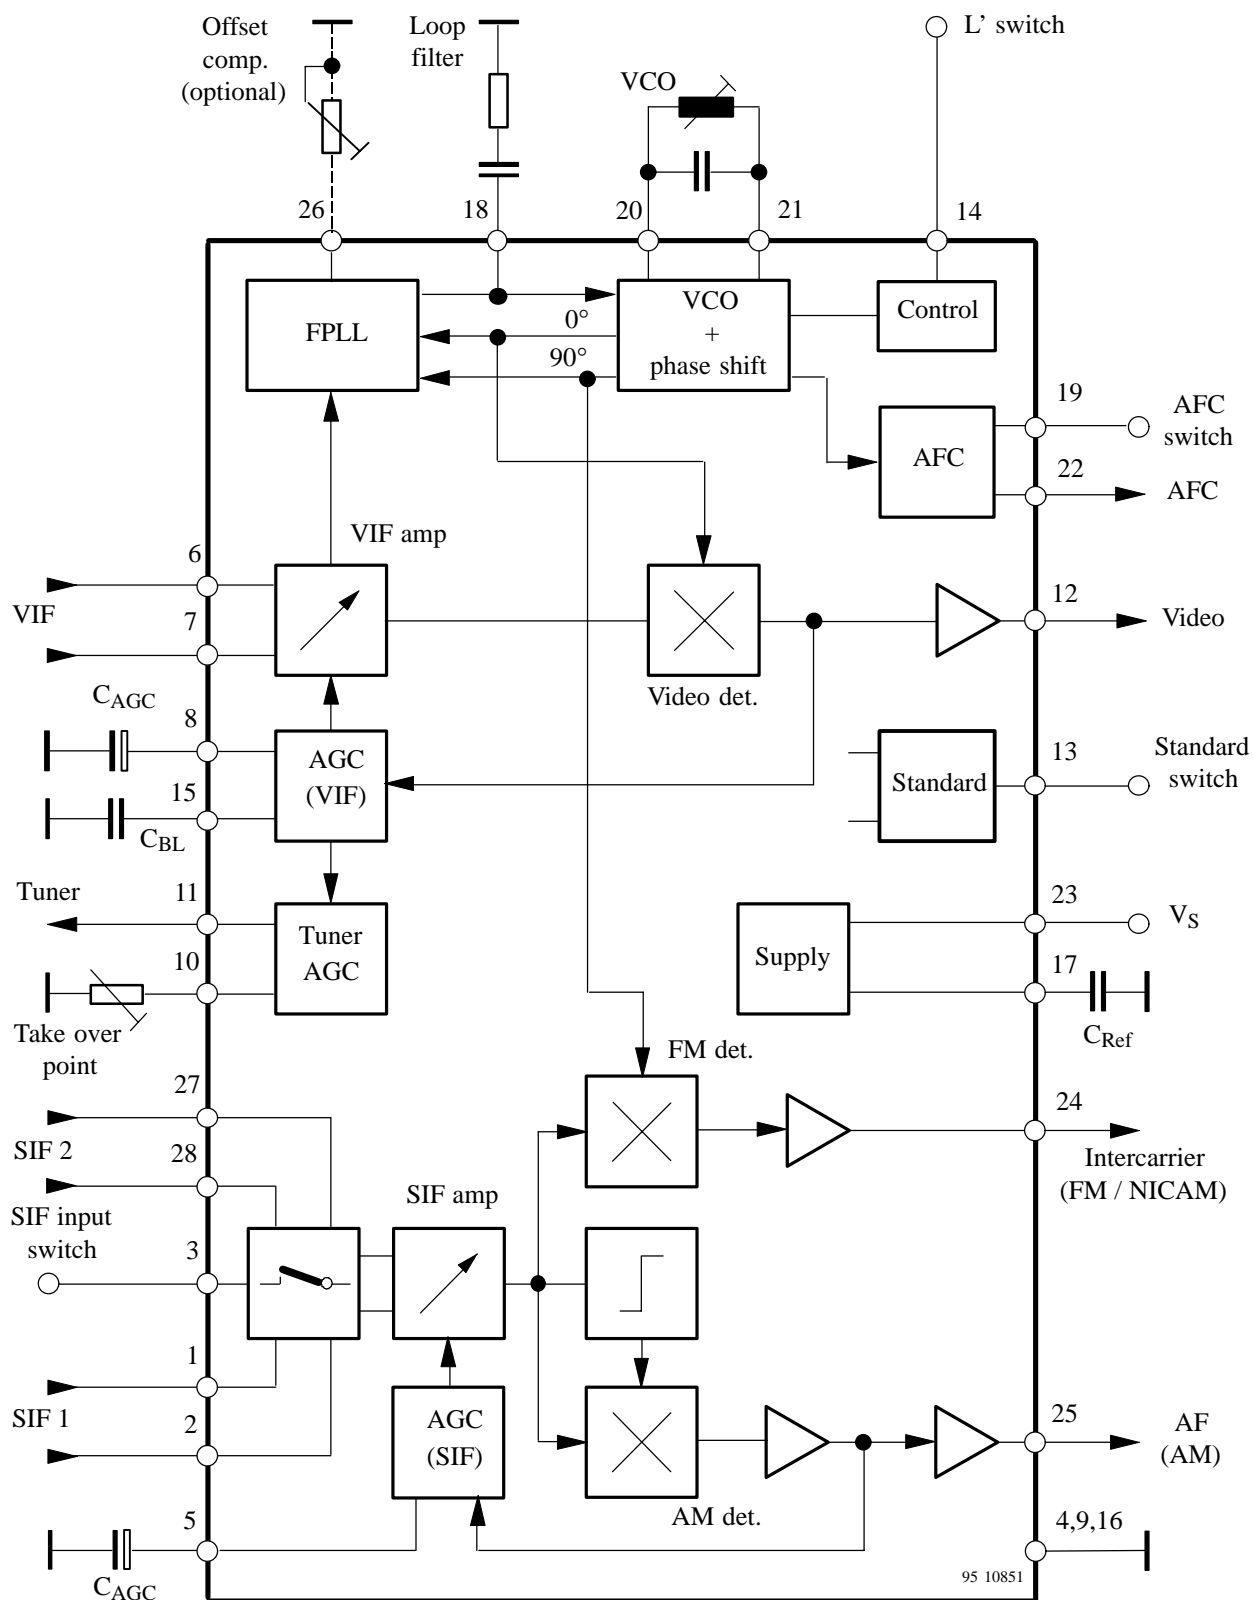 Offset
comp.
(optional)
Loop
filter
VCO
L' switch
26
18
20
21
14
FPLL
0°
90°
VCO
+
phase shift
Control
19
AFC
switch
AFC
22
AFC
VIF amp
6
VIF
7
12
Video
Video det.
CAGC
8
AGC
(VIF)
15
CBL
Standard
13
Standard
switch
Tuner
11
Tuner
AGC
10
Take over
point
Supply
23
VS
17
CRef
FM det.
27
SIF 2
28
SIF input
switch
3
SIF amp
24
Intercarrier
(FM / NICAM)
1
SIF 1
2
AGC
(SIF)
AM det.
25
AF
(AM)
5
CAGC
4,9,16
95 10851